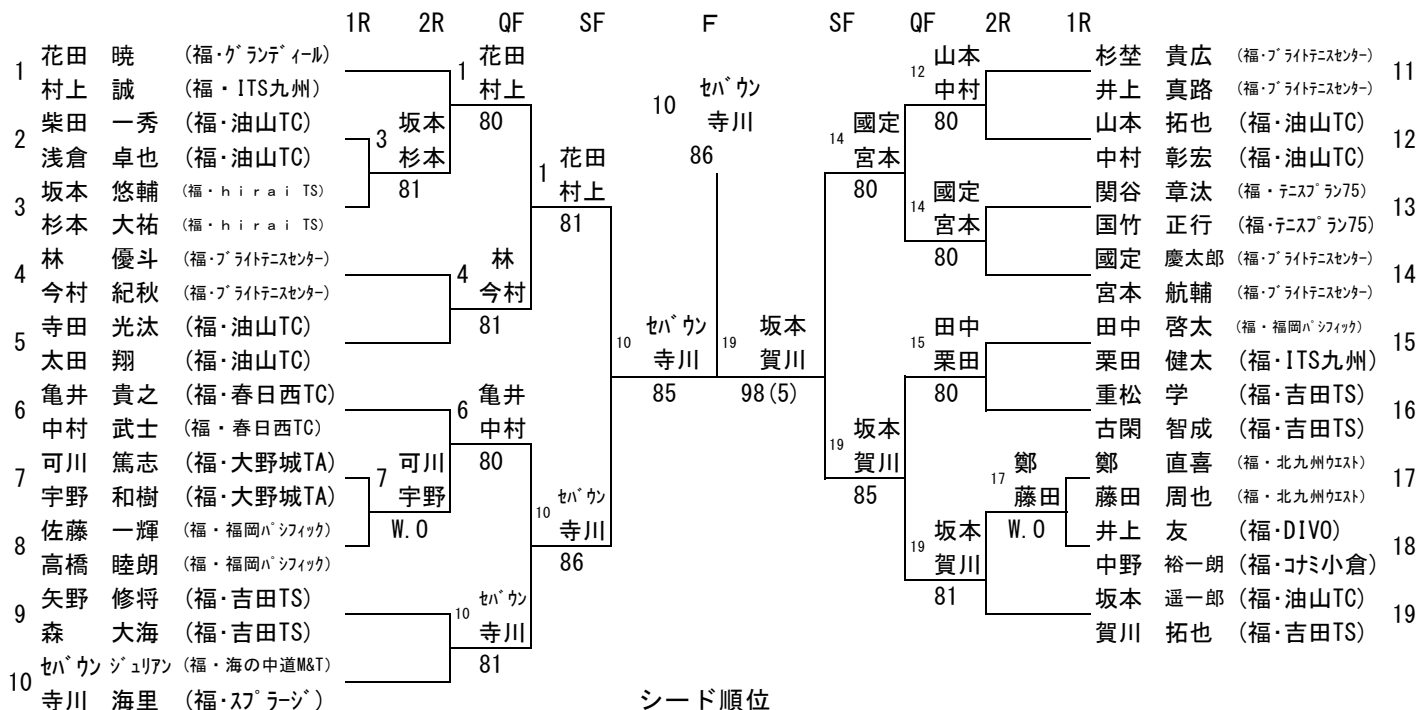 1R 2R QF SF F SF QF 2R 1R
1 花田 暁 (福・グランディール)
村上 誠 (福・ITS九州)
2 柴田 一秀 (福・油山TC)
浅倉 卓也 (福・油山TC)
3 坂本 悠輔 (福・hirai TS)
杉本 大祐 (福・hirai TS)
4 林 優斗 (福・ブライトテニスセンター)
今村 紀秋 (福・ブライトテニスセンター)
5 寺田 光汰 (福・油山TC)
太田 翔 (福・油山TC)
6 亀井 貴之 (福・春日西TC)
中村 武士 (福・春日西TC)
7 可川 篤志 (福・大野城TA)
宇野 和樹 (福・大野城TA)
8 佐藤 一輝 (福・福岡パシフィック)
高橋 睦朗 (福・福岡パシフィック)
9 矢野 修将 (福・吉田TS)
森 大海 (福・吉田TS)
10 セバウン ジュリアン (福・海の中道M&T)
寺川 海里 (福・スプラージ)
3 坂本
杉本
81
7 可川
宇野
W.O
1 花田
村上
80
4 林
今村
81
6 亀井
中村
80
10 セバウン
寺川
81
1 花田
村上
81
10 セバウン
寺川
86
10 セバウン
寺川
85
10 セバウン
寺川
86
19 坂本
賀川
98(5)
14 國定
宮本
80
19 坂本
賀川
85
12 山本
中村
80
14 國定
宮本
80
15 田中
栗田
80
19 坂本
賀川
81
17 鄭
藤田
W.O
杉埜 貴広 (福・ブライトテニスセンター) 11
井上 真路 (福・ブライトテニスセンター)
山本 拓也 (福・油山TC) 12
中村 彰宏 (福・油山TC)
関谷 章汰 (福・テニスプラン75) 13
国竹 正行 (福・テニスプラン75)
國定 慶太郎 (福・ブライトテニスセンター) 14
宮本 航輔 (福・ブライトテニスセンター)
田中 啓太 (福・福岡パシフィック) 15
栗田 健太 (福・ITS九州)
重松 学 (福・吉田TS) 16
古閑 智成 (福・吉田TS)
鄭 直喜 (福・北九州ウエスト) 17
藤田 周也 (福・北九州ウエスト)
井上 友 (福・DIVO) 18
中野 裕一朗 (福・コナミ小倉)
坂本 遥一郎 (福・油山TC) 19
賀川 拓也 (福・吉田TS)
シード順位